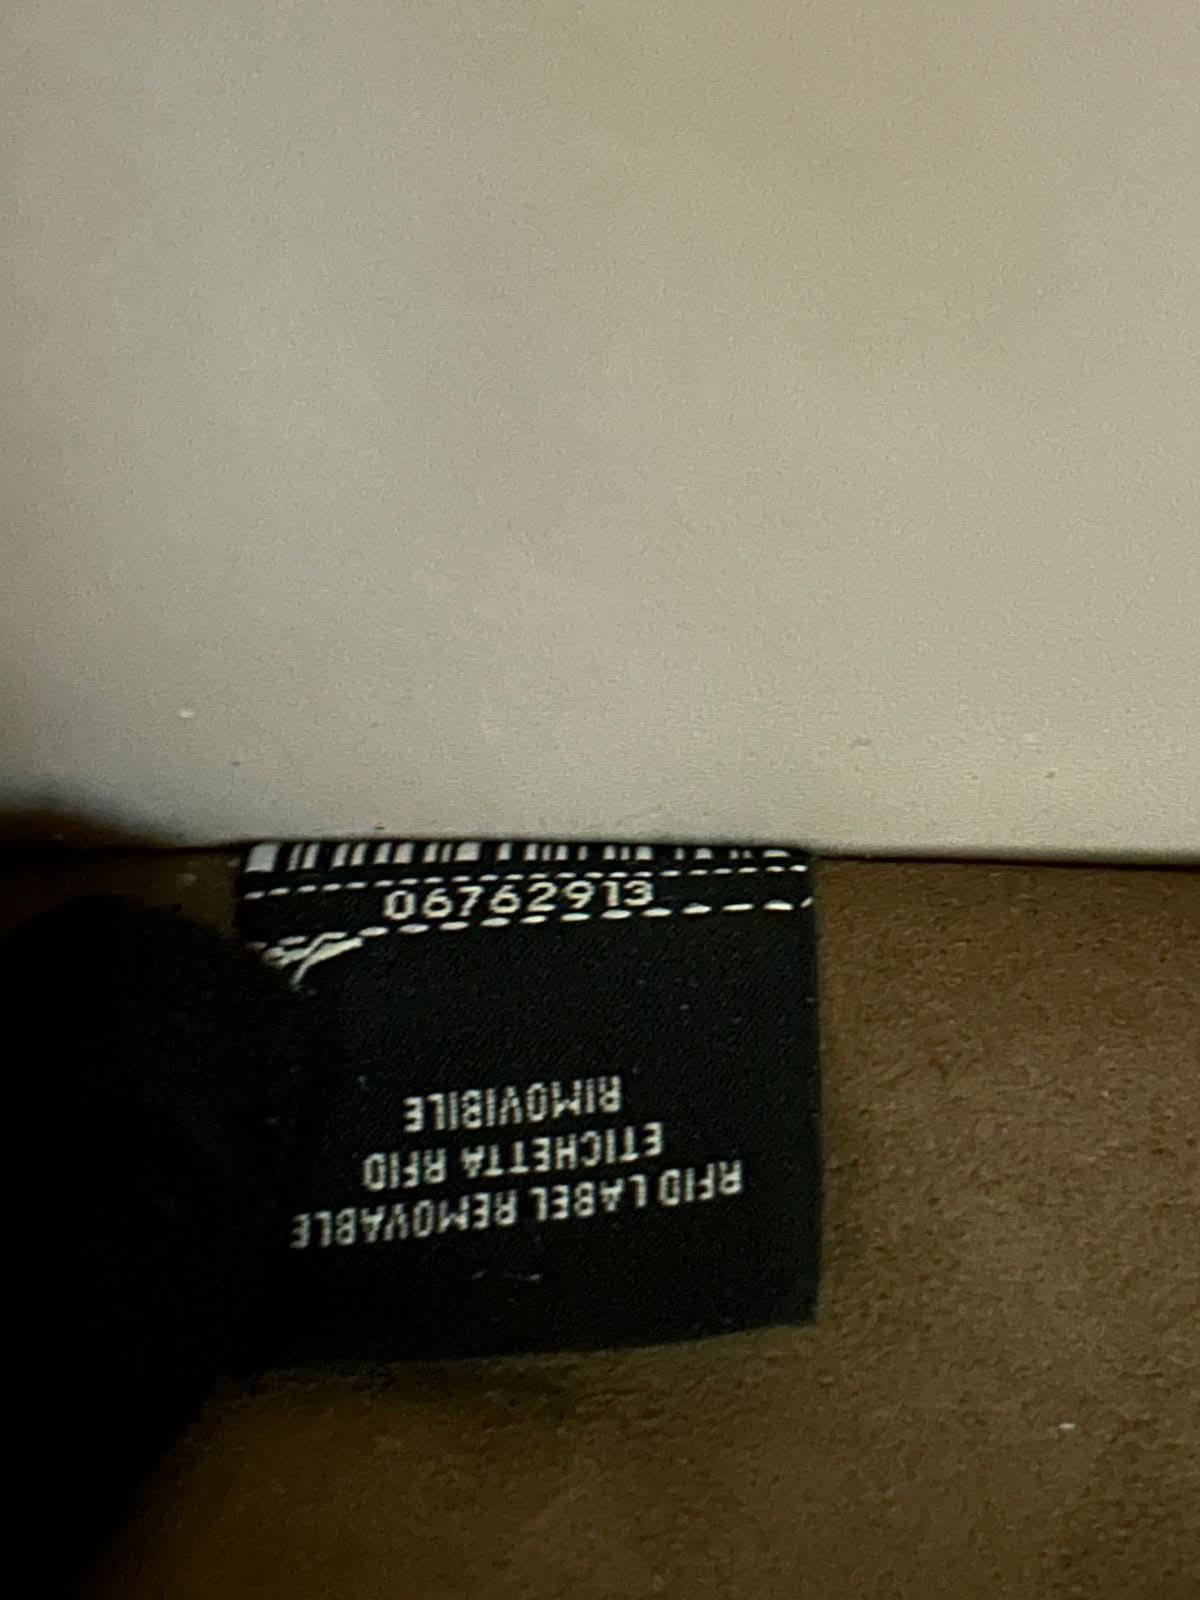 06762913
RFID LABEL REMOVABLE
ETICHETTA RFID
RIMOVIBILE